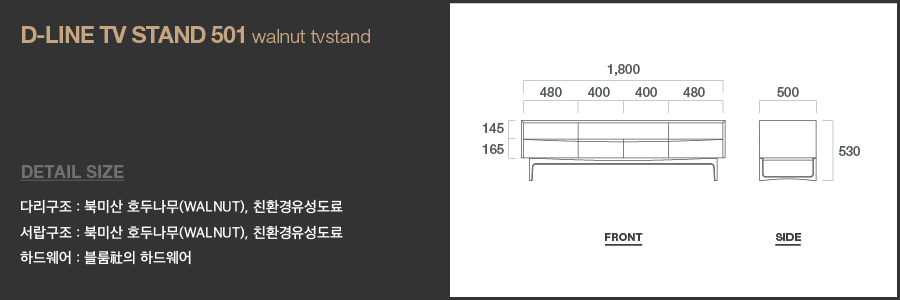 D-LINE TV STAND 501 walnut tvstand
DETAIL SIZE
다리구조 : 북미산 호두나무(WALNUT), 친환경유성도료
서랍구조 : 북미산 호두나무(WALNUT), 친환경유성도료
하드웨어 : 블룸社의 하드웨어
1,800
480 400 400 480
145
165
FRONT
500
530
SIDE